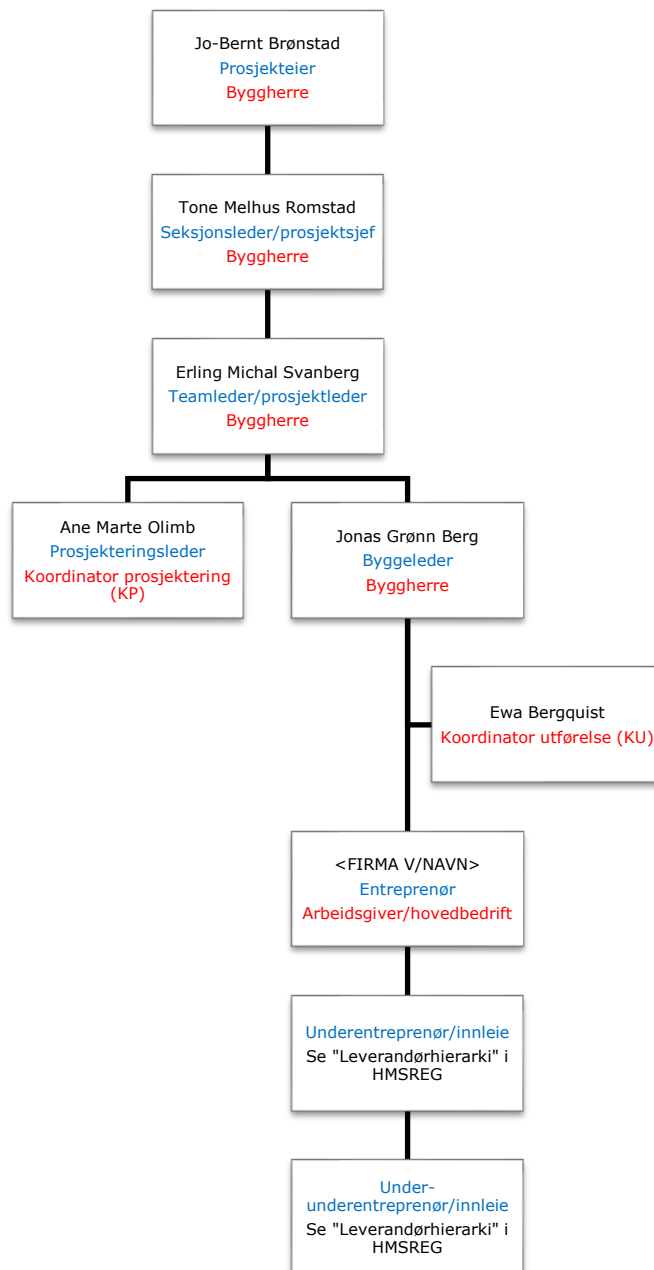 Jo-Bernt Brønstad
Prosjekteier
Byggherre
Tone Melhus Romstad
Seksjonsleder/prosjektsjef
Byggherre
Erling Michal Svanberg
Teamleder/prosjektleder
Byggherre
Ane Marte Olimb
Prosjekteringsleder
Koordinator prosjektering
(KP)
Jonas Grønn Berg
Byggeleder
Byggherre
Ewa Bergquist
Koordinator utførelse (KU)
<FIRMA V/NAVN>
Entreprenør
Arbeidsgiver/hovedbedrift
Underentreprenør/innleie
Se "Leverandørhierarki" i
HMSREG
Under-
underentreprenør/innleie
Se "Leverandørhierarki" i
HMSREG